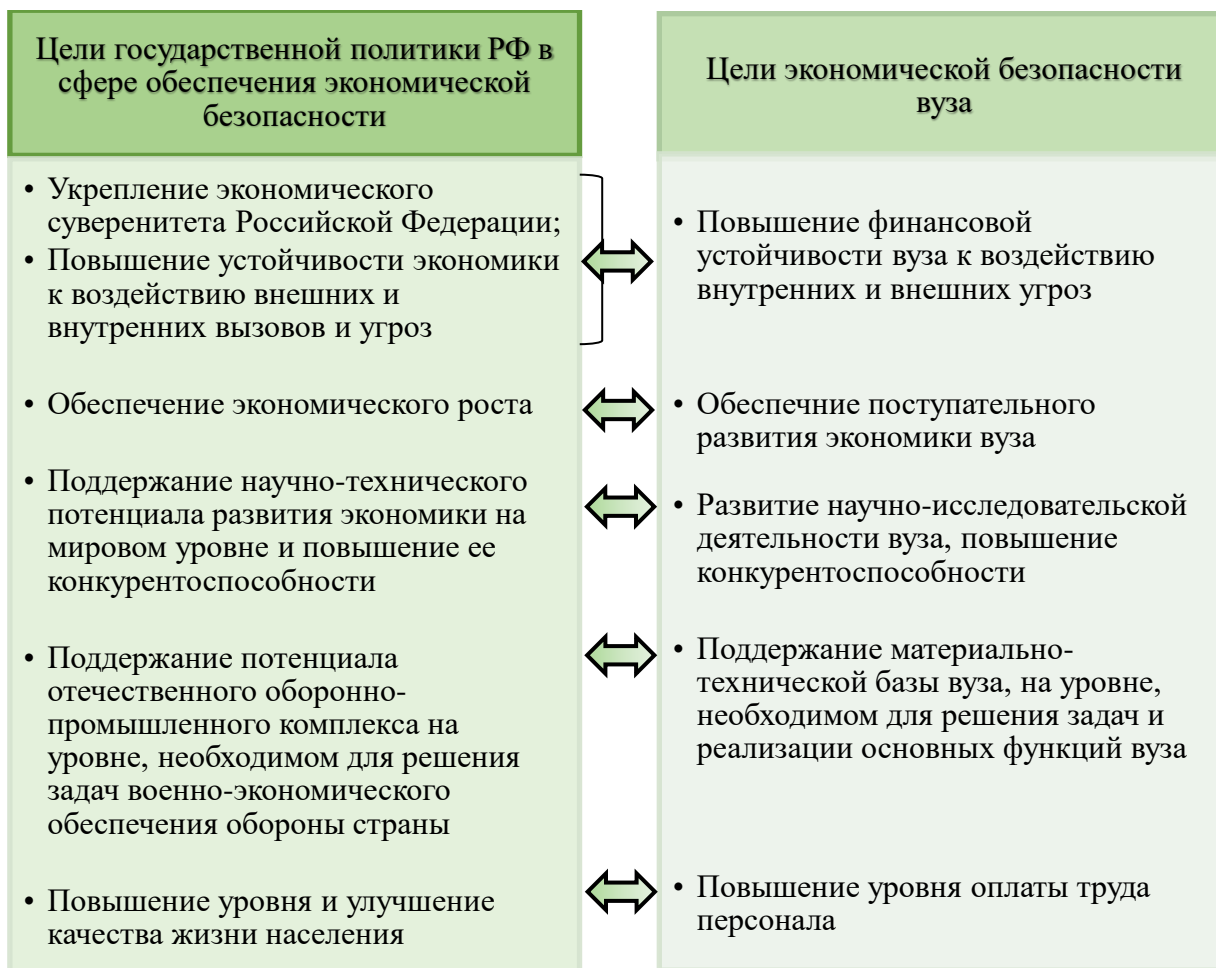 Цели государственной политики РФ в
сфере обеспечения экономической
безопасности
Цели экономической безопасности
вуза
• Укрепление экономического
суверенитета Российской Федерации;
• Повышение устойчивости экономики
к воздействию внешних и
внутренних вызовов и угроз
• Повышение финансовой
устойчивости вуза к воздействию
внутренних и внешних угроз
• Обеспечение экономического роста
• Обеспечние поступательного
развития экономики вуза
• Поддержание научно-технического
потенциала развития экономики на
мировом уровне и повышение ее
конкурентоспособности
• Развитие научно-исследовательской
деятельности вуза, повышение
конкурентоспособности
• Поддержание потенциала
отечественного оборонно-
промышленного комплекса на
уровне, необходимом для решения
задач военно-экономического
обеспечения обороны страны
• Поддержание материально-
технической базы вуза, на уровне,
необходимом для решения задач и
реализации основных функций вуза
• Повышение уровня и улучшение
качества жизни населения
• Повышение уровня оплаты труда
персонала